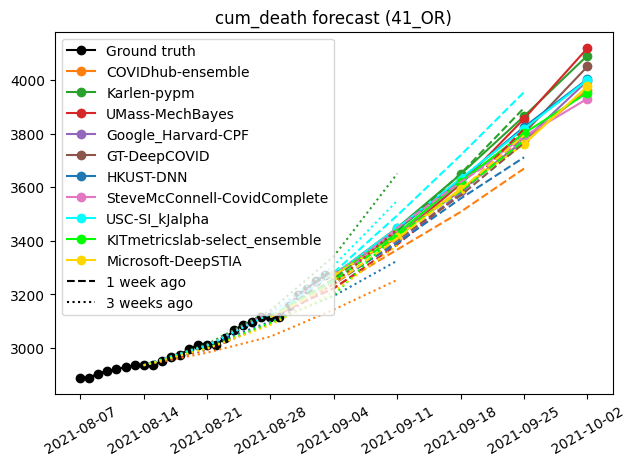 cum_death forecast (41_OR)
Ground truth
COVIDhub-ensemble
Karlen-pypm
UMass-MechBayes
Google_Harvard-CPF
GT-DeepCOVID
HKUST-DNN
SteveMcConnell-CovidComplete
USC-SI_kJalpha
KITmetricslab-select_ensemble
Microsoft-DeepSTIA
1 week ago
3 weeks ago
4000
3800
3600
3400
3200
3000
2021-08-07
2021-08-14
2021-08-21
2021-08-28
2021-09-04
2021-09-11
2021-09-18
2021-09-25
2021-10-02